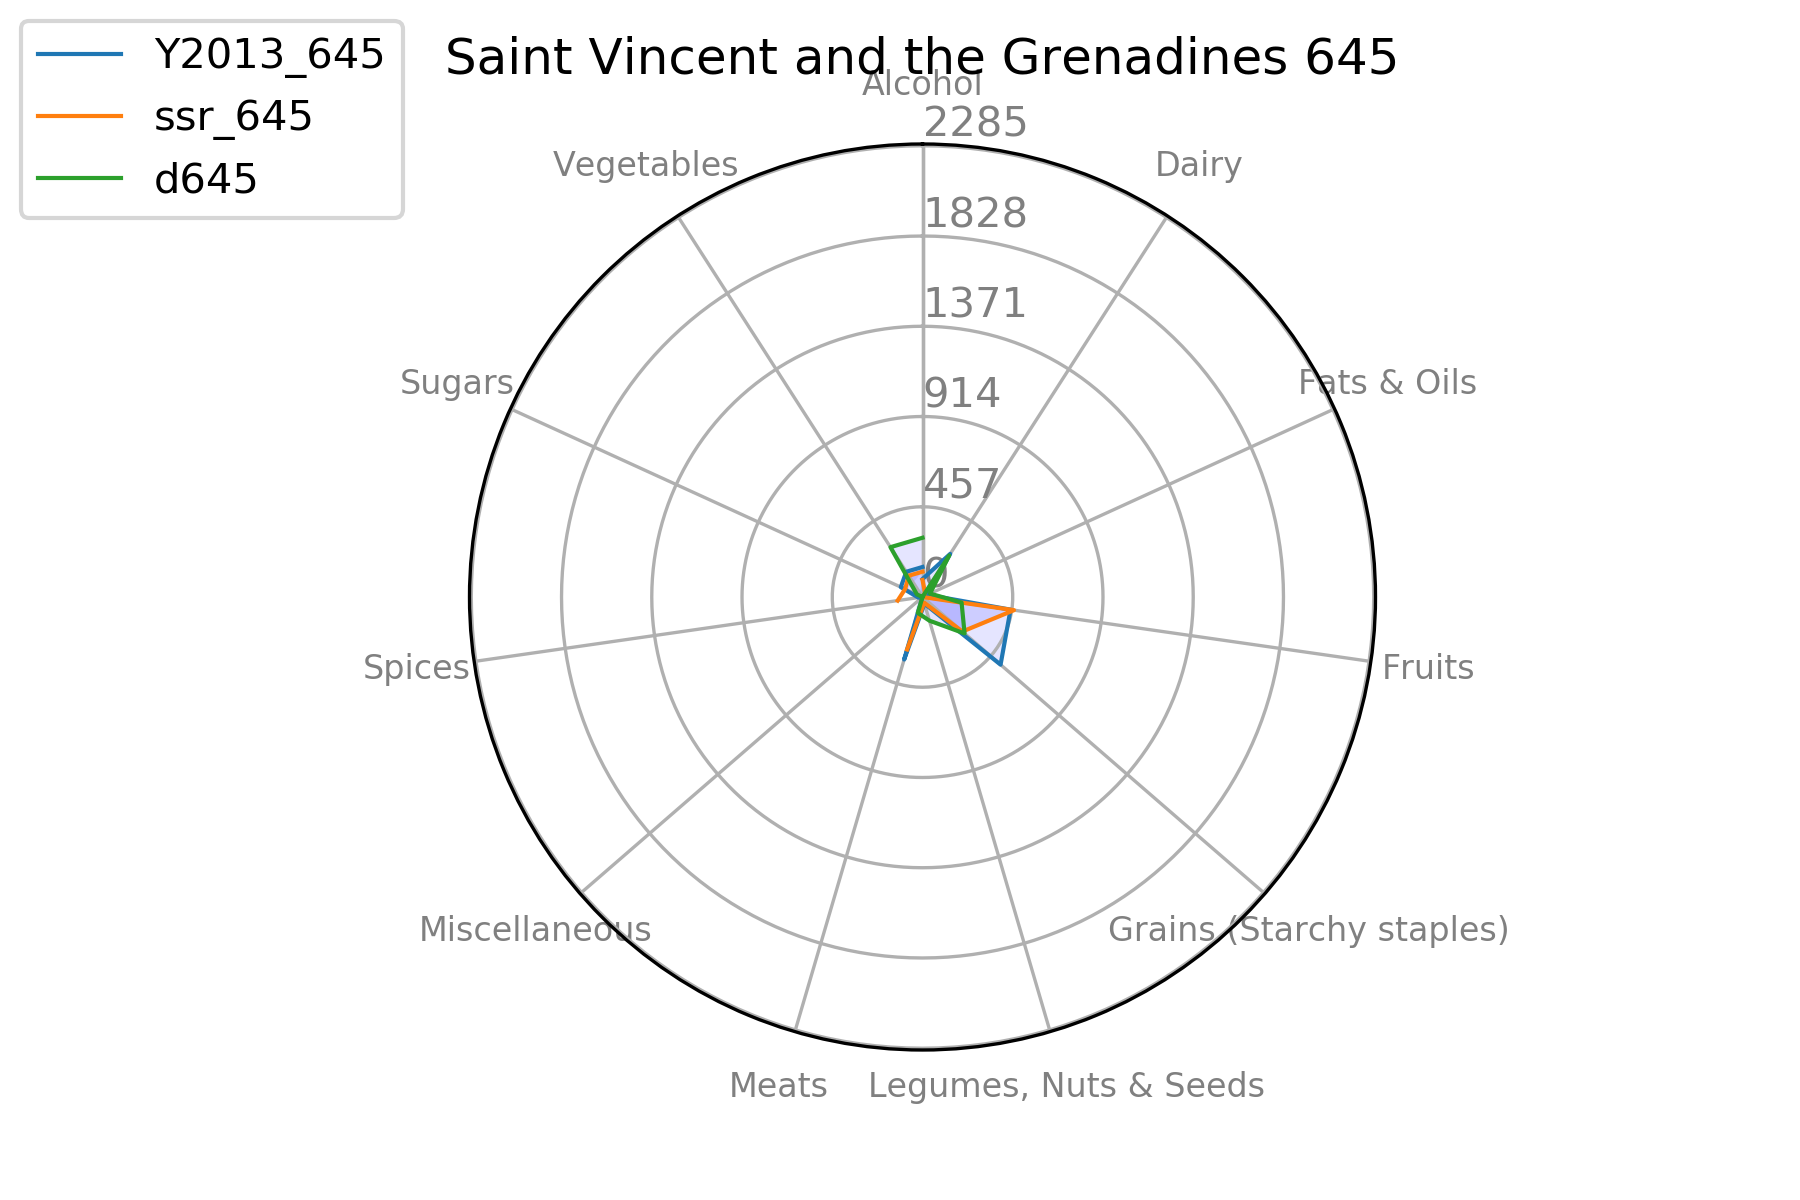 Y2013_645
ssr_645
d645
Saint Vincent and the Grenadines 645
Alcohol
2285
Vegetables
Dairy
1828
1371
Sugars
Fats & Oils
914
457
0
Spices
Fruits
Miscellaneous
Grains (Starchy staples)
Meats
Legumes, Nuts & Seeds